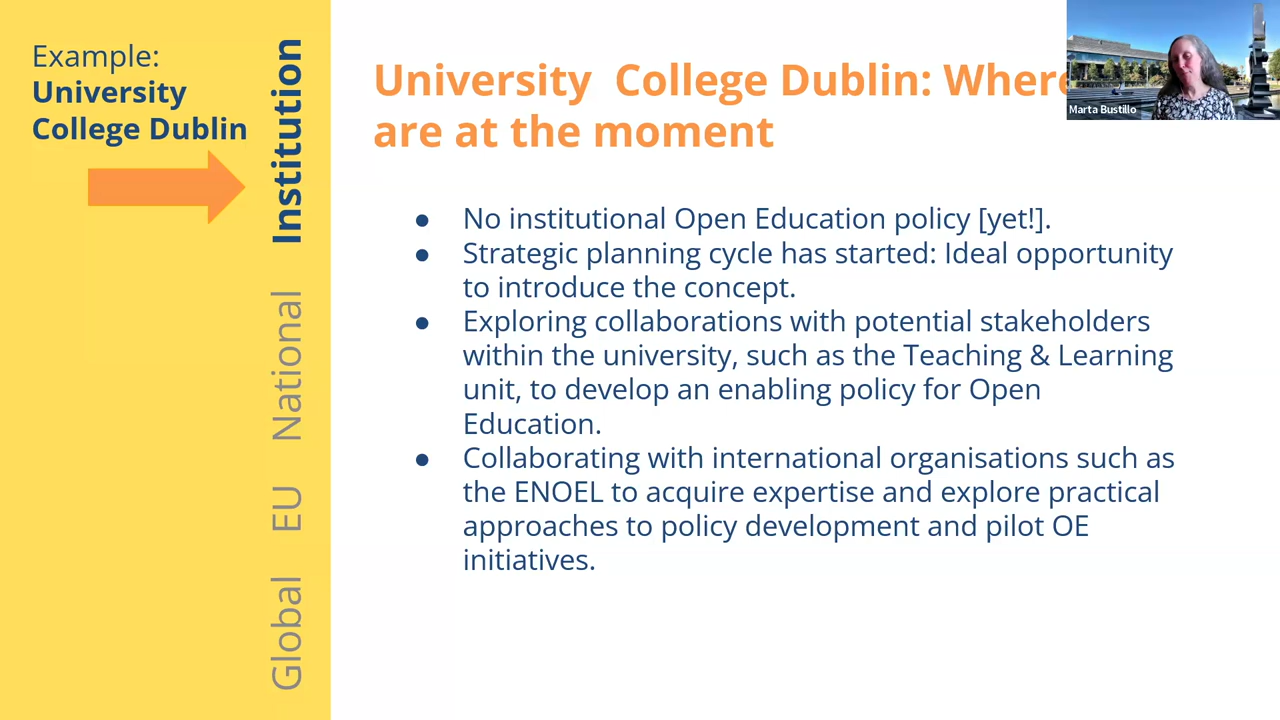 Example:
University
College Dublin
Institution
National
EU
Global
University College Dublin: Where
are at the moment
● No institutional Open Education policy [yet!].
● Strategic planning cycle has started: Ideal opportunity
to introduce the concept.
● Exploring collaborations with potential stakeholders
within the university, such as the Teaching & Learning
unit, to develop an enabling policy for Open
Education.
● Collaborating with international organisations such as
the ENOEL to acquire expertise and explore practical
approaches to policy development and pilot OE
initiatives.
Marta Bustillo